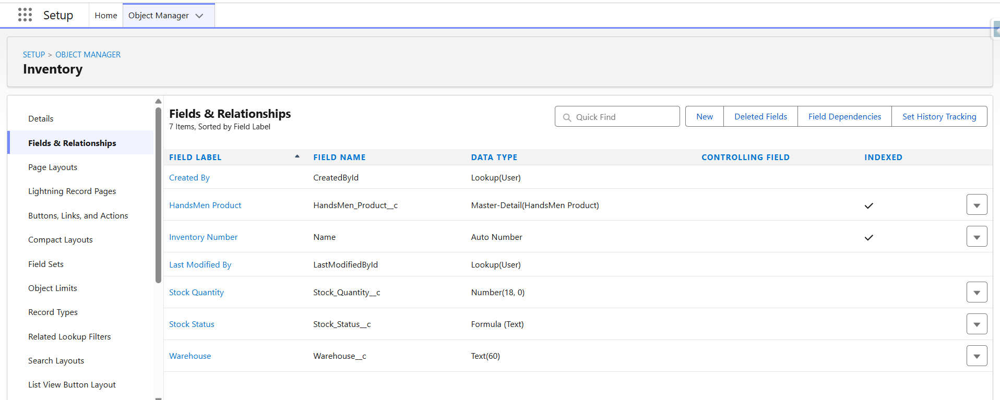 Setup
Home
Object Manager
SETUP > OBJECT MANAGER
Inventory
Details
Fields & Relationships
Page Layouts
Lightning Record Pages
Buttons, Links, and Actions
Compact Layouts
Field Sets
Object Limits
Record Types
Related Lookup Filters
Search Layouts
List View Button Layout
Fields & Relationships
7 Items, Sorted by Field Label
Quick Find
New
Deleted Fields
Field Dependencies
Set History Tracking
FIELD LABEL FIELD NAME DATA TYPE CONTROLLING FIELD INDEXED
Created By CreatedById Lookup(User)
HandsMen Product HandsMen_Product__c Master-Detail(HandsMen Product)
Inventory Number Name Auto Number
Last Modified By LastModifiedById Lookup(User)
Stock Quantity Stock_Quantity__c Number(18, 0)
Stock Status Stock_Status__c Formula (Text)
Warehouse Warehouse__c Text(60)